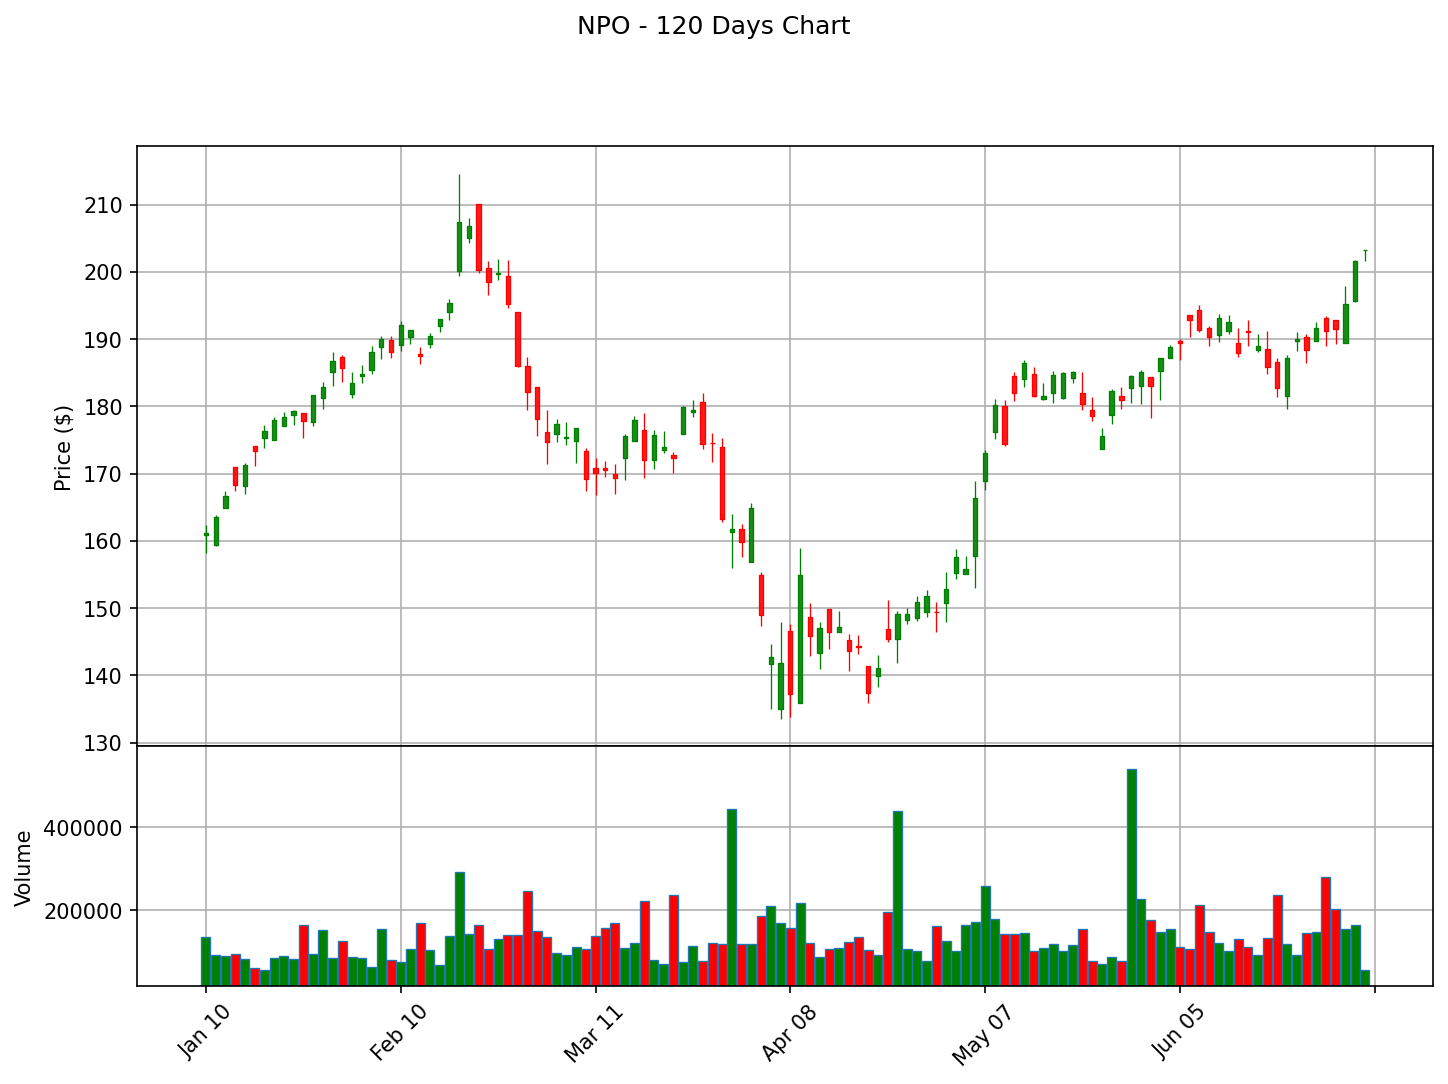 NPO - 120 Days Chart
Price ($)
210
200
190
180
170
160
150
140
130
Volume
400000
200000
Jan 10
Feb 10
Mar 11
Apr 08
May 07
Jun 05